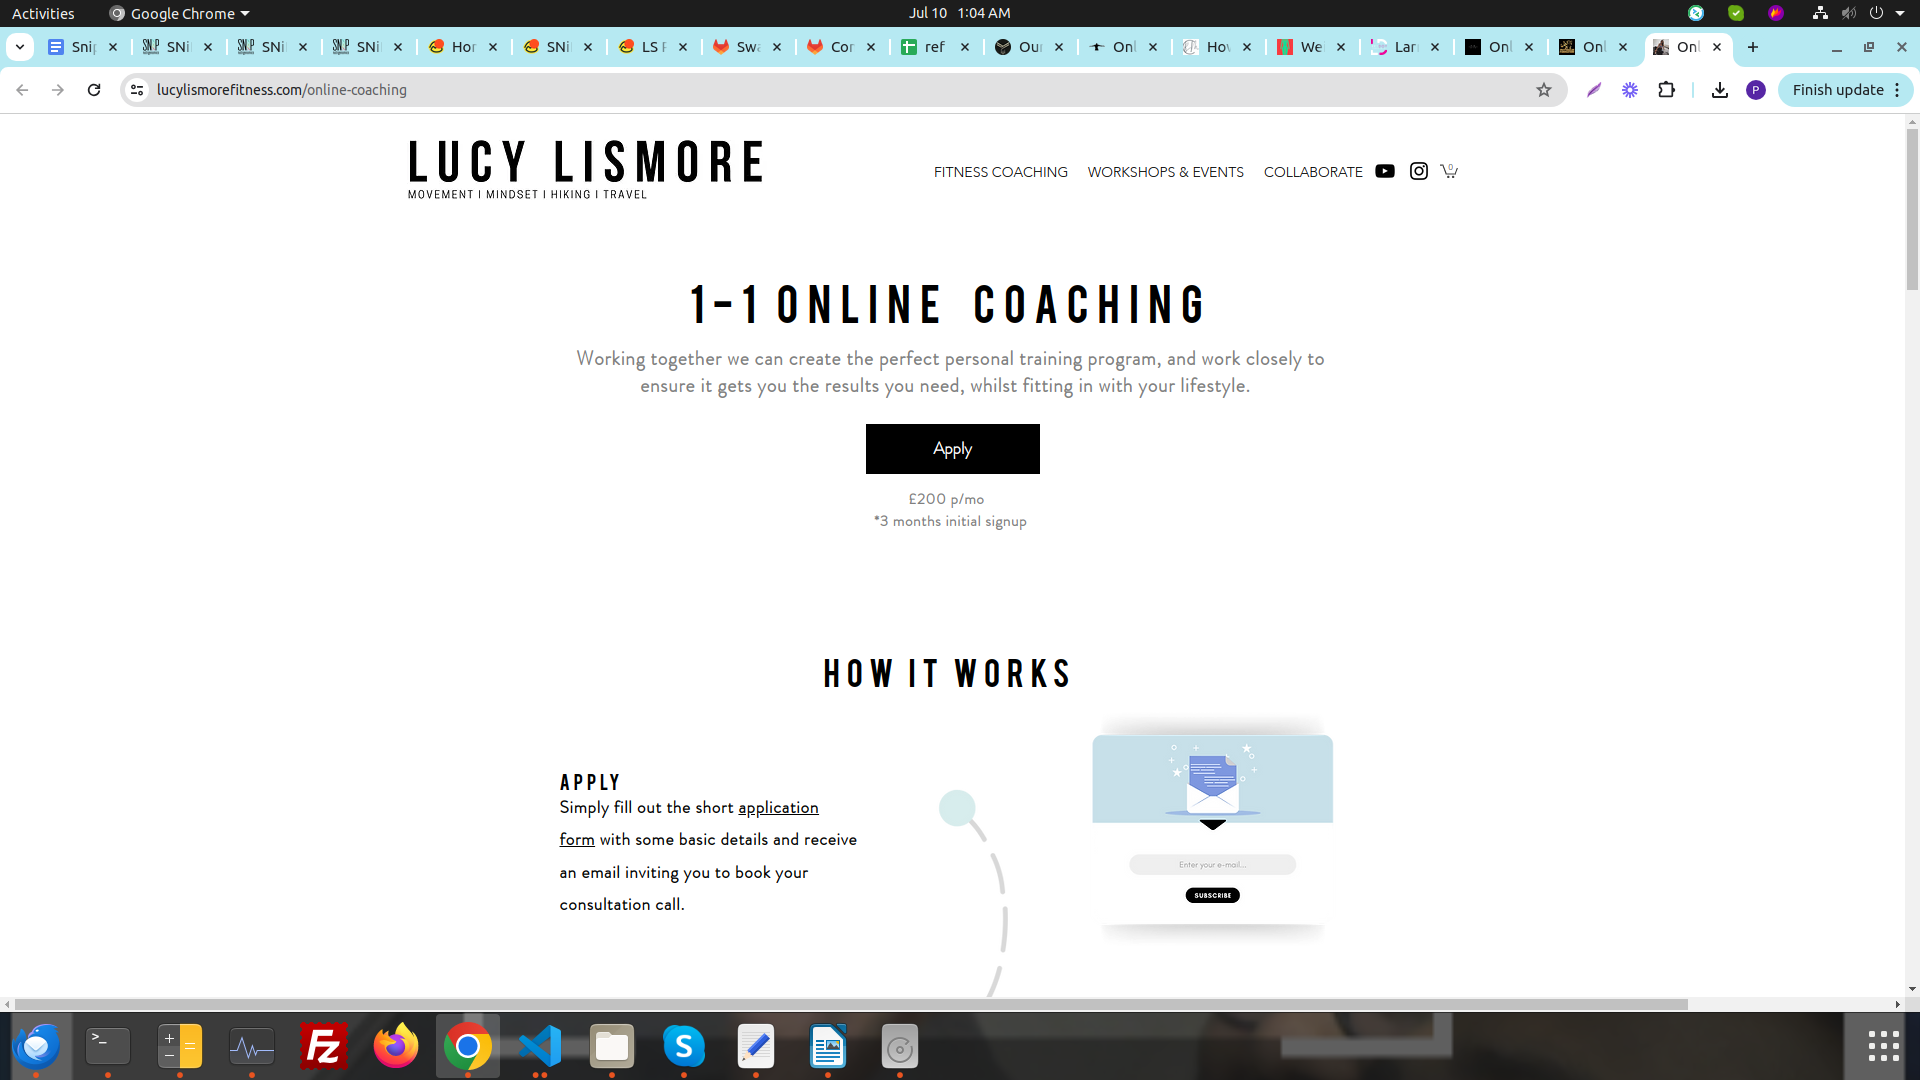 Activities
Google Chrome
Jul 10 1:04 AM
Snip
SNi
SNi
SNi
Hor
SNi
LS F
Swa
Cor
ref
Our
Onl
Hov
We
Lar
Onl
Onl
Onl
lucylismorefitness.com/online-coaching
P
Finish update
LUCY LISMORE
MOVEMENT I MINDSET I HIKING I TRAVEL
FITNESS COACHING
WORKSHOPS & EVENTS
COLLABORATE
0
1-1 ONLINE COACHING
Working together we can create the perfect personal training program, and work closely to
ensure it gets you the results you need, whilst fitting in with your lifestyle.
Apply
£200 p/mo
*3 months initial signup
HOW IT WORKS
APPLY
Simply fill out the short application
form with some basic details and receive
an email inviting you to book your
consultation call.
Enter your e-mail...
SUBSCRIBE